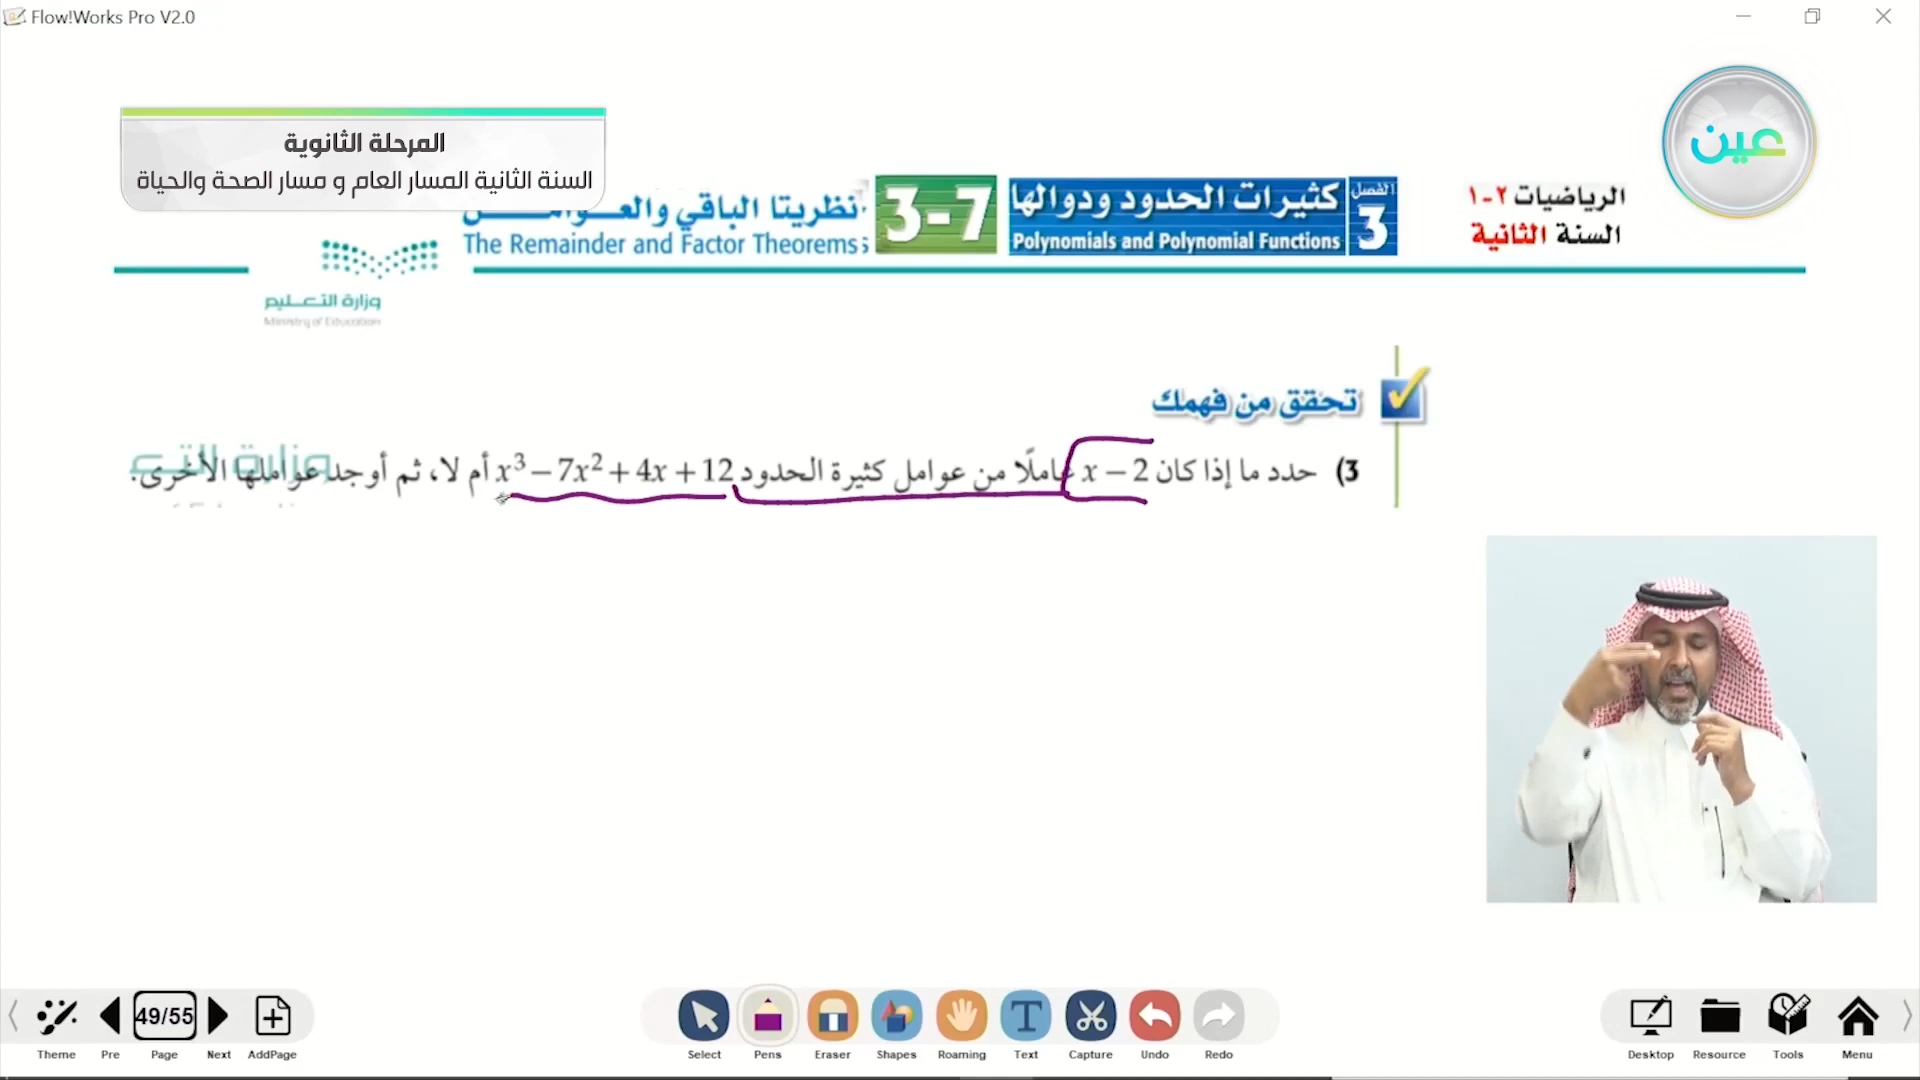 Flow!Works Pro V2.0
المرحلة الثانوية
السنة الثانية المسار العام و مسار الصحة والحياة
عين
الرياضيات ٢-١
السنة الثانية
الفصل 3
كثيرات الحدود ودوالها
Polynomials and Polynomial Functions
3-7
نظريتا الباقي والعوامل
The Remainder and Factor Theorems
وزارة التعليم
Ministry of Education
تحقق من فهمك
3) حدد ما إذا كان x − 2 عاملًا من عوامل كثيرة الحدود x³ − 7x² + 4x + 12 أم لا، ثم أوجد عواملها الأخرى.
Theme
Pre
49/55
Page
Next
AddPage
Select
Pens
Eraser
Shapes
Roaming
Text
Capture
Undo
Redo
Desktop
Resource
Tools
Menu